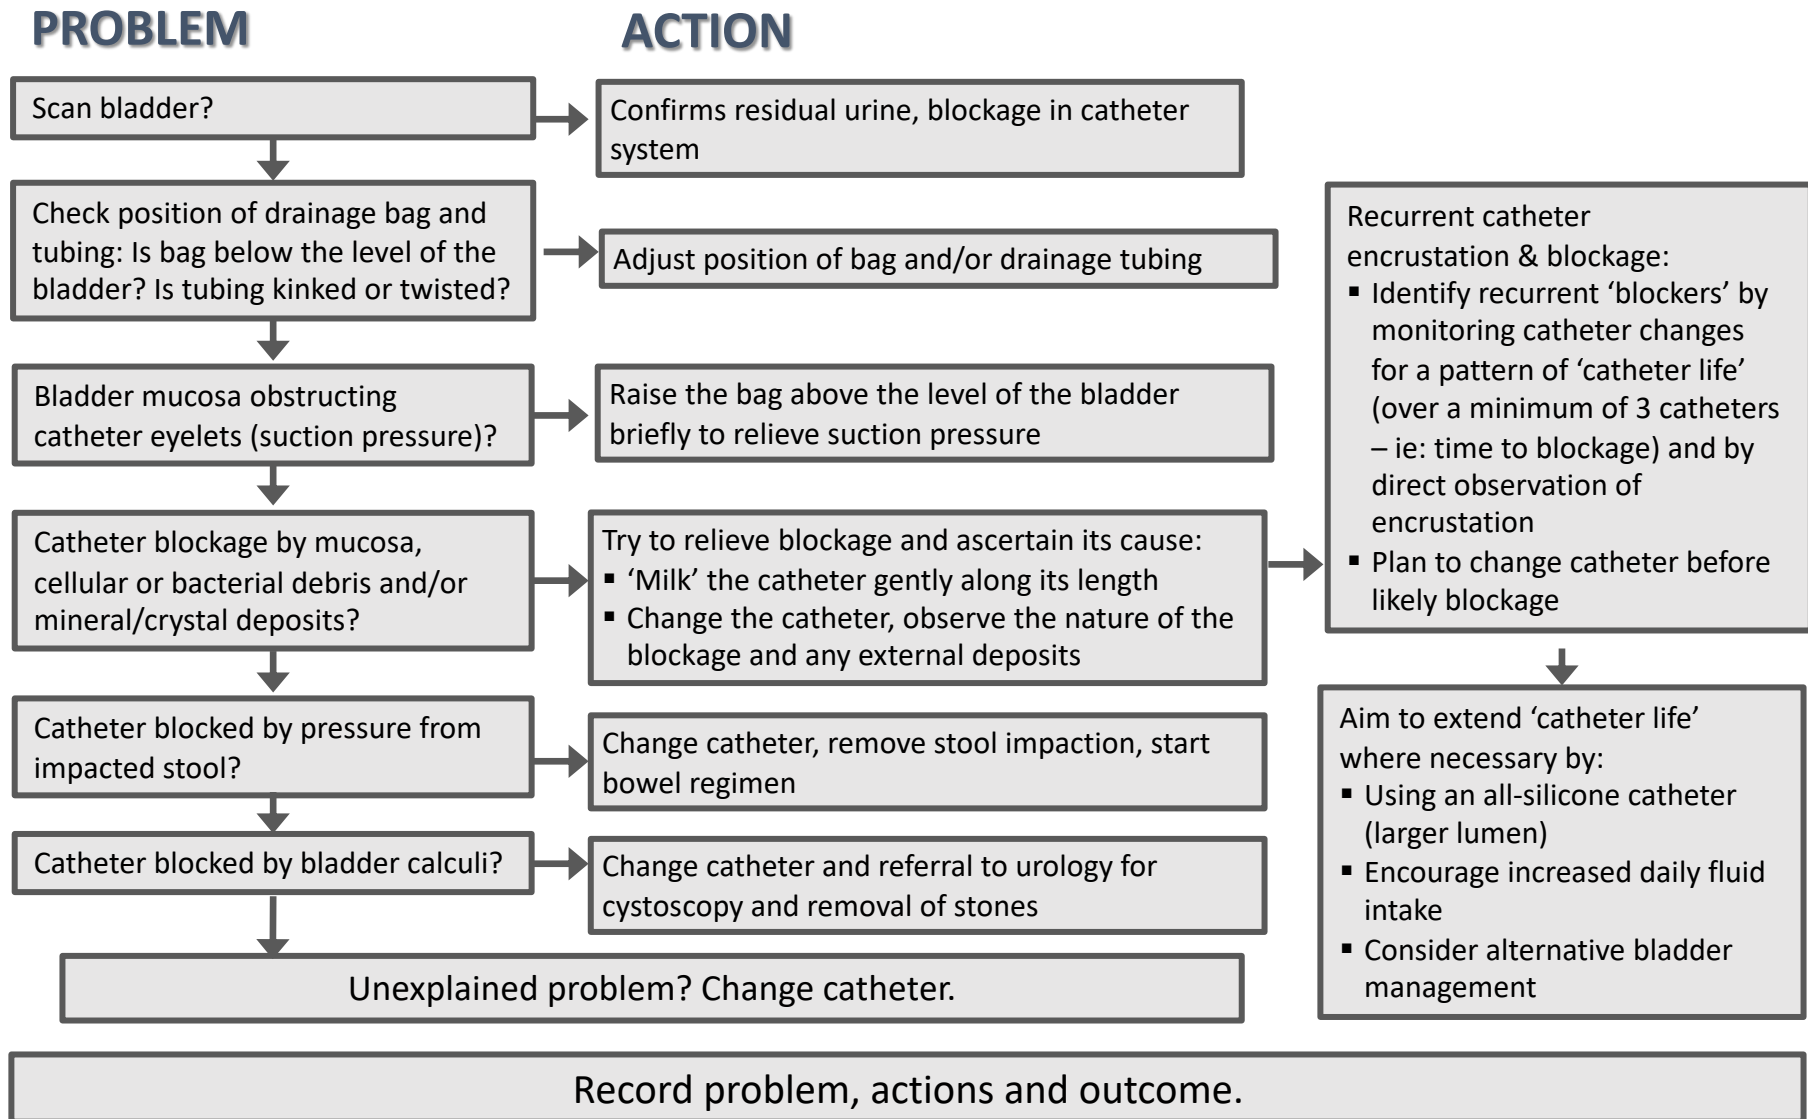 PROBLEM
ACTION
Scan bladder?
Confirms residual urine, blockage in catheter
system
Check position of drainage bag and
tubing: Is bag below the level of the
bladder? Is tubing kinked or twisted?
Adjust position of bag and/or drainage tubing
Bladder mucosa obstructing
catheter eyelets (suction pressure)?
Raise the bag above the level of the bladder
briefly to relieve suction pressure
Catheter blockage by mucosa,
cellular or bacterial debris and/or
mineral/crystal deposits?
Try to relieve blockage and ascertain its cause:
▪ ‘Milk’ the catheter gently along its length
▪ Change the catheter, observe the nature of the
blockage and any external deposits
Recurrent catheter
encrustation & blockage:
▪ Identify recurrent ‘blockers’ by
monitoring catheter changes
for a pattern of ‘catheter life’
(over a minimum of 3 catheters
– ie: time to blockage) and by
direct observation of
encrustation
▪ Plan to change catheter before
likely blockage
Aim to extend ‘catheter life’
where necessary by:
▪ Using an all-silicone catheter
(larger lumen)
▪ Encourage increased daily fluid
intake
▪ Consider alternative bladder
management
Catheter blocked by pressure from
impacted stool?
Change catheter, remove stool impaction, start
bowel regimen
Catheter blocked by bladder calculi?
Change catheter and referral to urology for
cystoscopy and removal of stones
Unexplained problem? Change catheter.
Record problem, actions and outcome.